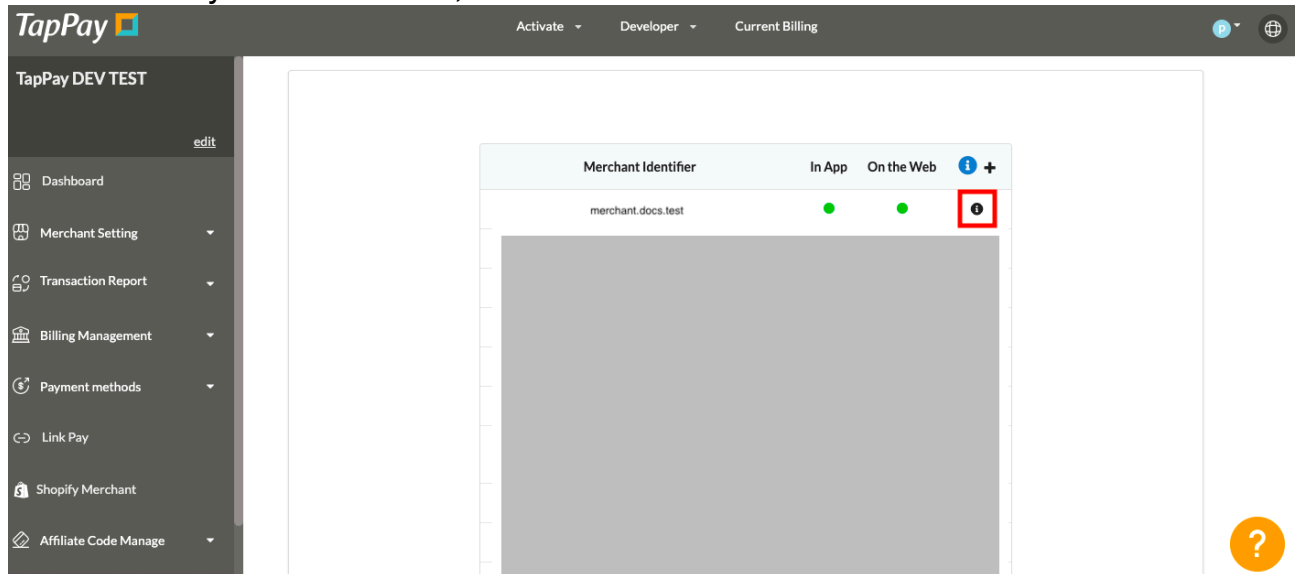 TapPay
Activate
Developer
Current Billing
P
TapPay DEV TEST
edit
Dashboard
Merchant Setting
Transaction Report
Billing Management
Payment methods
Link Pay
Shopify Merchant
Affiliate Code Manage
Merchant Identifier In App On the Web i +
merchant.docs.test i
?